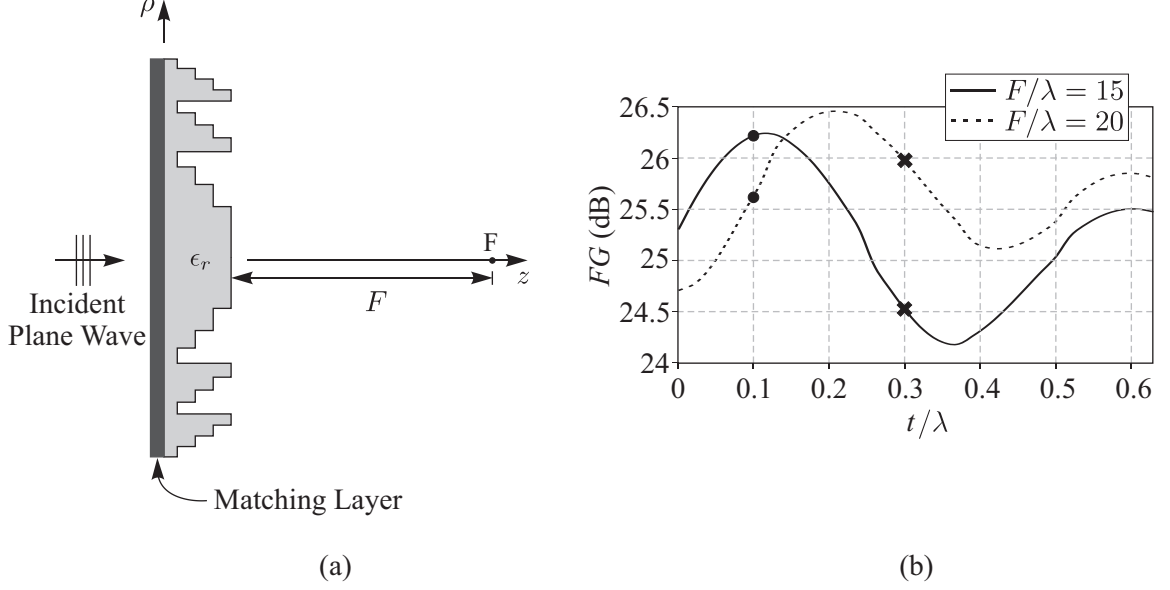 ρ
ϵr
F
z
F
Incident
Plane Wave
Matching Layer
(a)
F/λ = 15
F/λ = 20
26.5
26
25.5
25
24.5
24
FG (dB)
0 0.1 0.2 0.3 0.4 0.5 0.6
t/λ
(b)